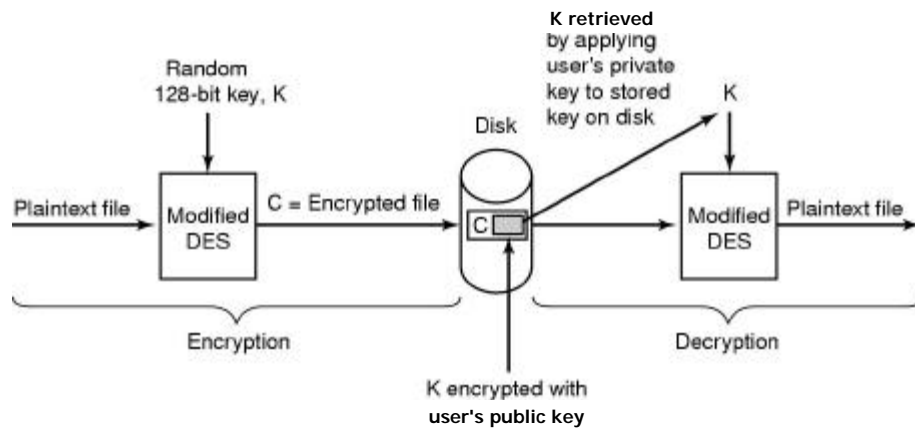 K retrieved
by applying
user's private
key to stored
key on disk
Random
128-bit key, K
K
Disk
Plaintext file
Modified
DES
C = Encrypted file
C
Modified
DES
Plaintext file
Encryption
Decryption
K encrypted with
user's public key